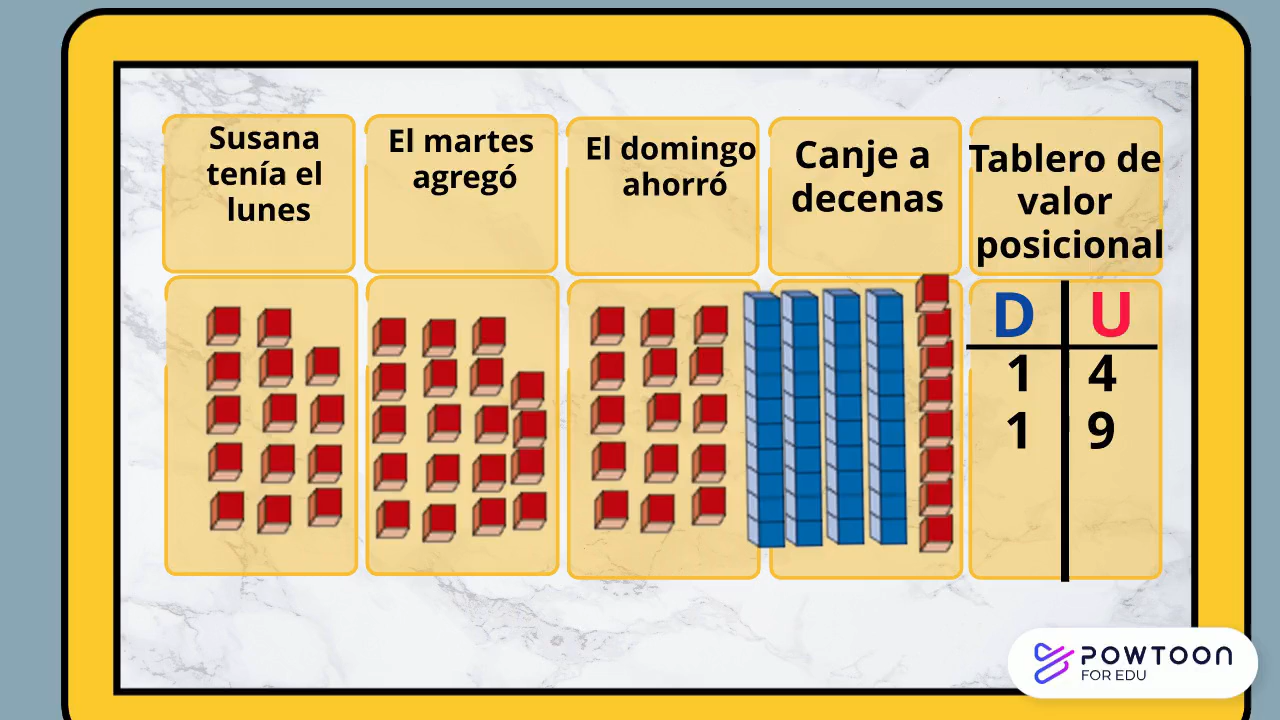 Susana
tenía el
lunes
El martes
agregó
El domingo
ahorró
Canje a
decenas
Tablero de
valor
posicional
D U
1 4
1 9
POWTOON
FOR EDU